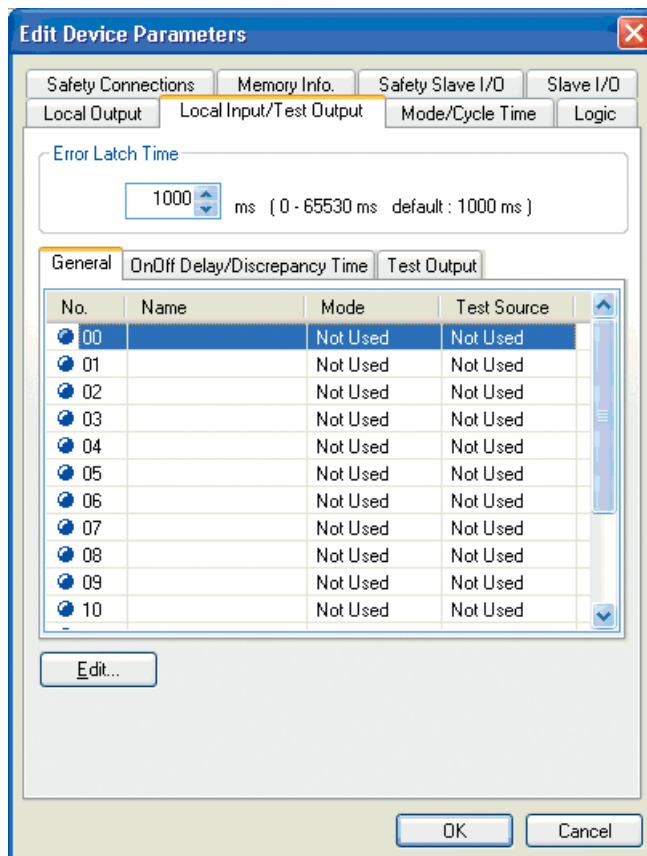 Edit Device Parameters
Safety Connections Memory Info. Safety Slave I/O Slave I/O
Local Output Local Input/Test Output Mode/Cycle Time Logic
Error Latch Time
1000 ms ( 0 - 65530 ms default : 1000 ms )
General OnOff Delay/Discrepancy Time Test Output
No. Name Mode Test Source
00 Not Used Not Used
01 Not Used Not Used
02 Not Used Not Used
03 Not Used Not Used
04 Not Used Not Used
05 Not Used Not Used
06 Not Used Not Used
07 Not Used Not Used
08 Not Used Not Used
09 Not Used Not Used
10 Not Used Not Used
Edit...
OK Cancel